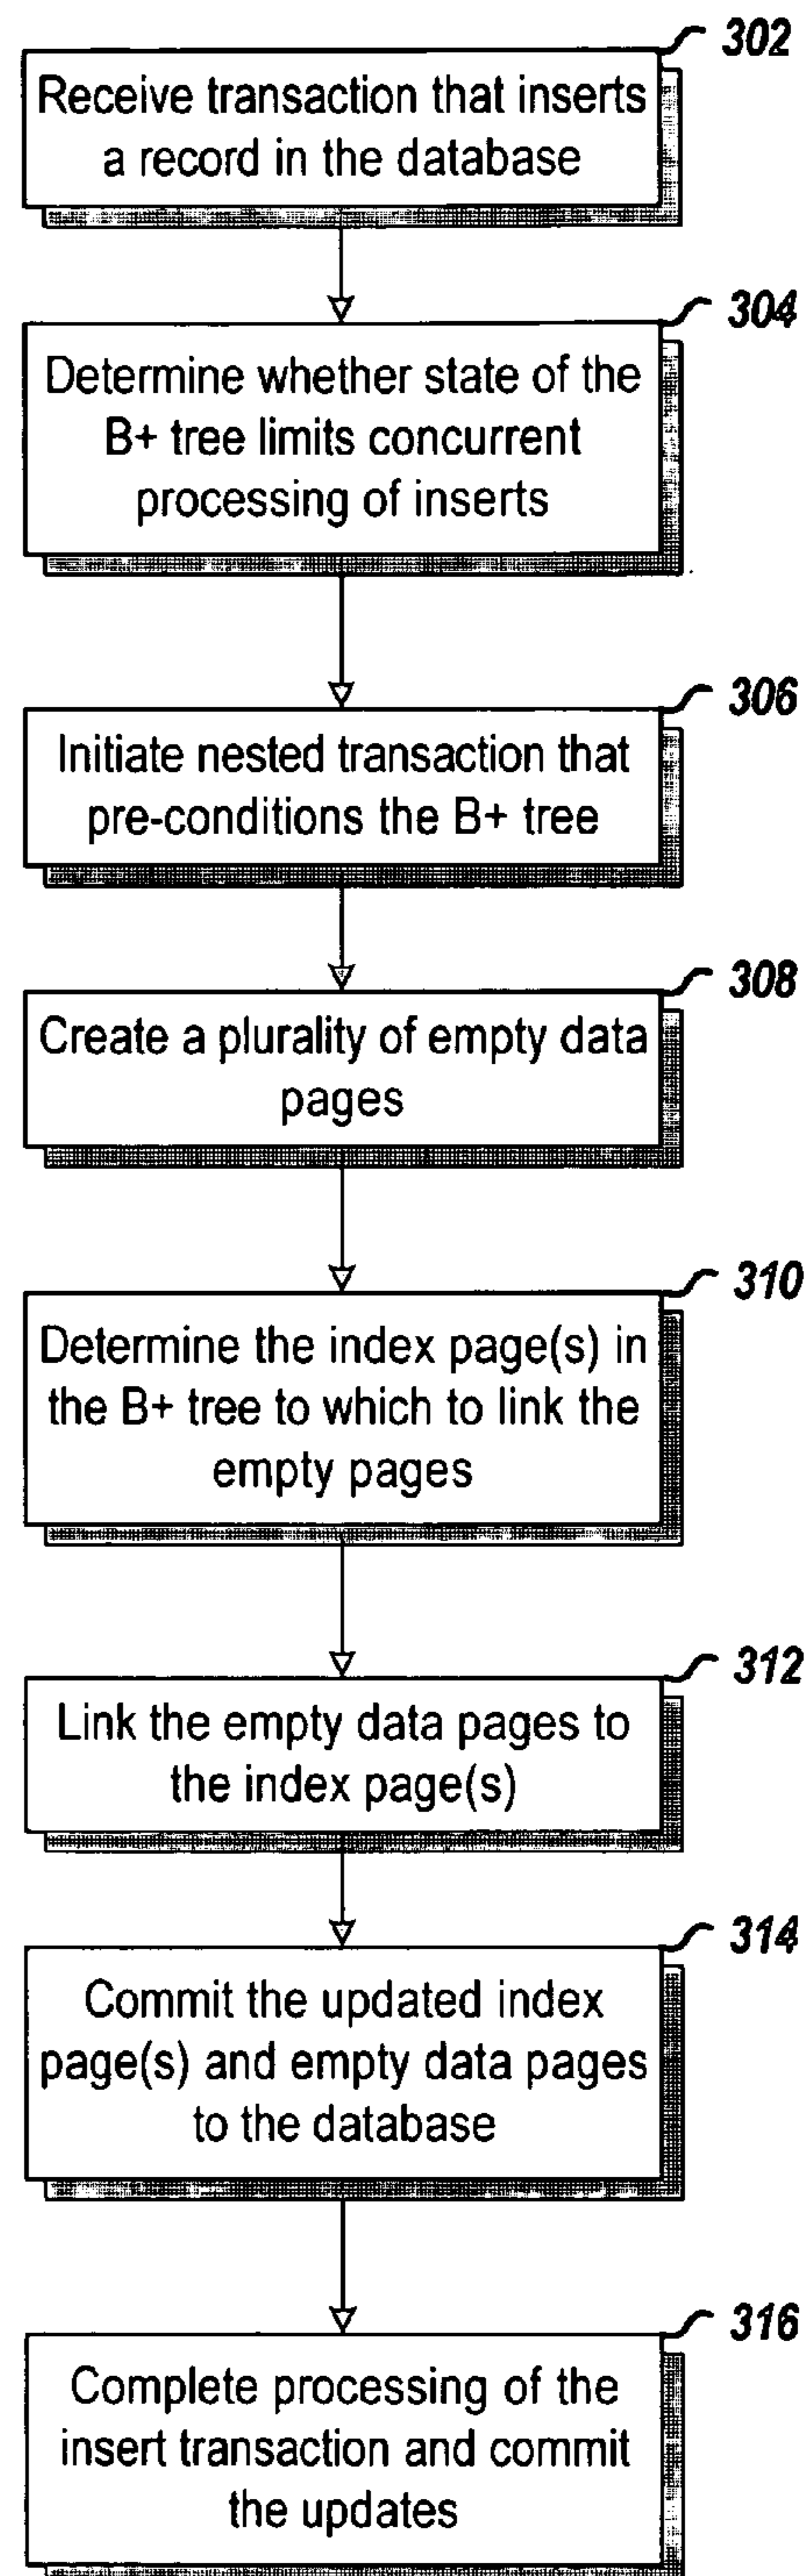 302
Receive transaction that inserts
a record in the database
304
Determine whether state of the
B+ tree limits concurrent
processing of inserts
306
Initiate nested transaction that
pre-conditions the B+ tree
308
Create a plurality of empty data
pages
310
Determine the index page(s) in
the B+ tree to which to link the
empty pages
312
Link the empty data pages to
the index page(s)
314
Commit the updated index
page(s) and empty data pages
to the database
316
Complete processing of the
insert transaction and commit
the updates